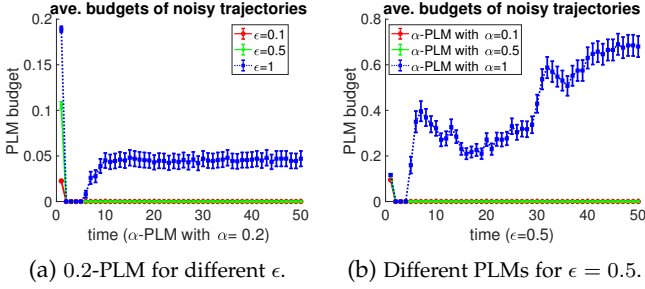 ave. budgets of noisy trajectories
PLM budget
0.2
0.15
0.1
0.05
0
ϵ=0.1
ϵ=0.5
ϵ=1
0 10 20 30 40 50
time (α-PLM with α= 0.2)
(a) 0.2-PLM for different ϵ.
ave. budgets of noisy trajectories
PLM budget
0.8
0.6
0.4
0.2
0
α-PLM with α=0.1
α-PLM with α=0.5
α-PLM with α=1
0 10 20 30 40 50
time (ϵ=0.5)
(b) Different PLMs for ϵ = 0.5.